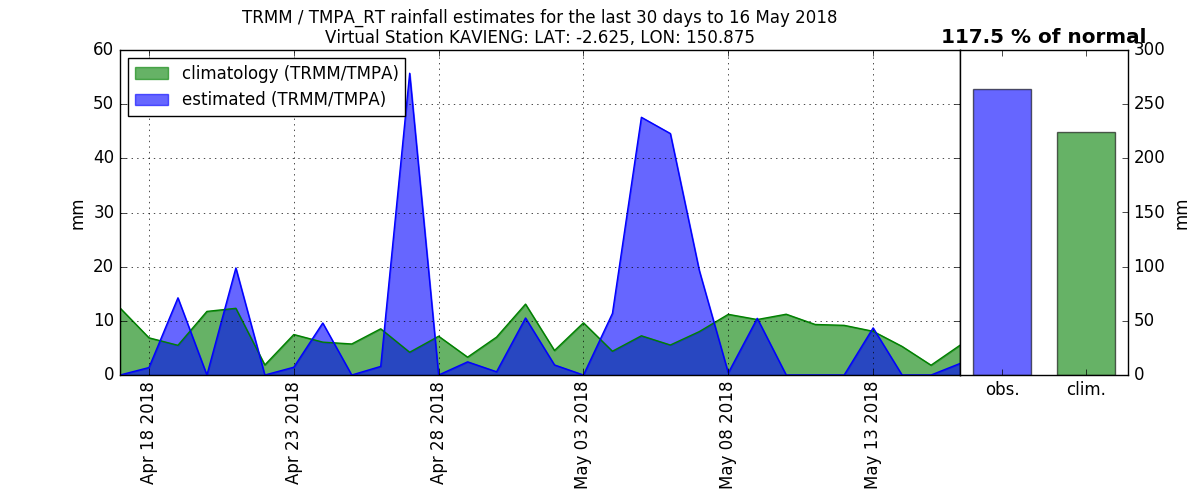 TRMM / TMPA_RT rainfall estimates for the last 30 days to 16 May 2018
Virtual Station KAVIENG: LAT: -2.625, LON: 150.875
117.5 % of normal
climatology (TRMM/TMPA)
estimated (TRMM/TMPA)
60
50
40
30
20
10
0
mm
Apr 18 2018
Apr 23 2018
Apr 28 2018
May 03 2018
May 08 2018
May 13 2018
300
250
200
150
100
50
0
mm
obs.
clim.